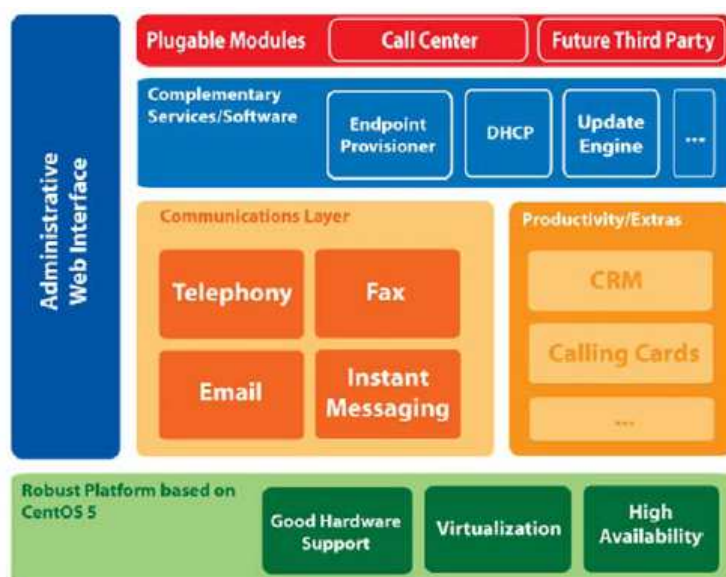 Administrative
Web Interface
Plugable Modules
Call Center
Future Third Party
Complementary
Services/Software
Endpoint
Provisioner
DHCP
Update
Engine
...
Communications Layer
Telephony
Fax
Email
Instant
Messaging
Productivity/Extras
CRM
Calling Cards
...
Robust Platform based on
CentOS 5
Good Hardware
Support
Virtualization
High
Availability